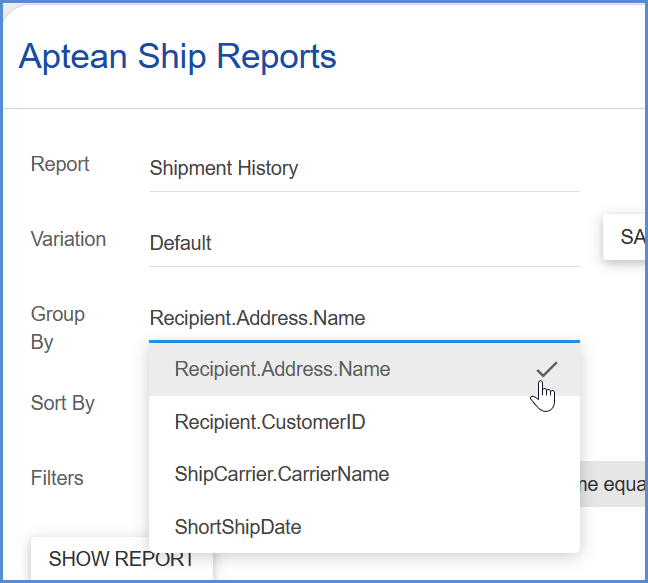 Aptean Ship Reports
Report
Shipment History
Variation
Default
SA
Group
By
Recipient.Address.Name
Recipient.Address.Name
Sort By
Recipient.CustomerID
ShipCarrier.CarrierName
Filters
me equa
ShortShipDate
SHOW REPORT